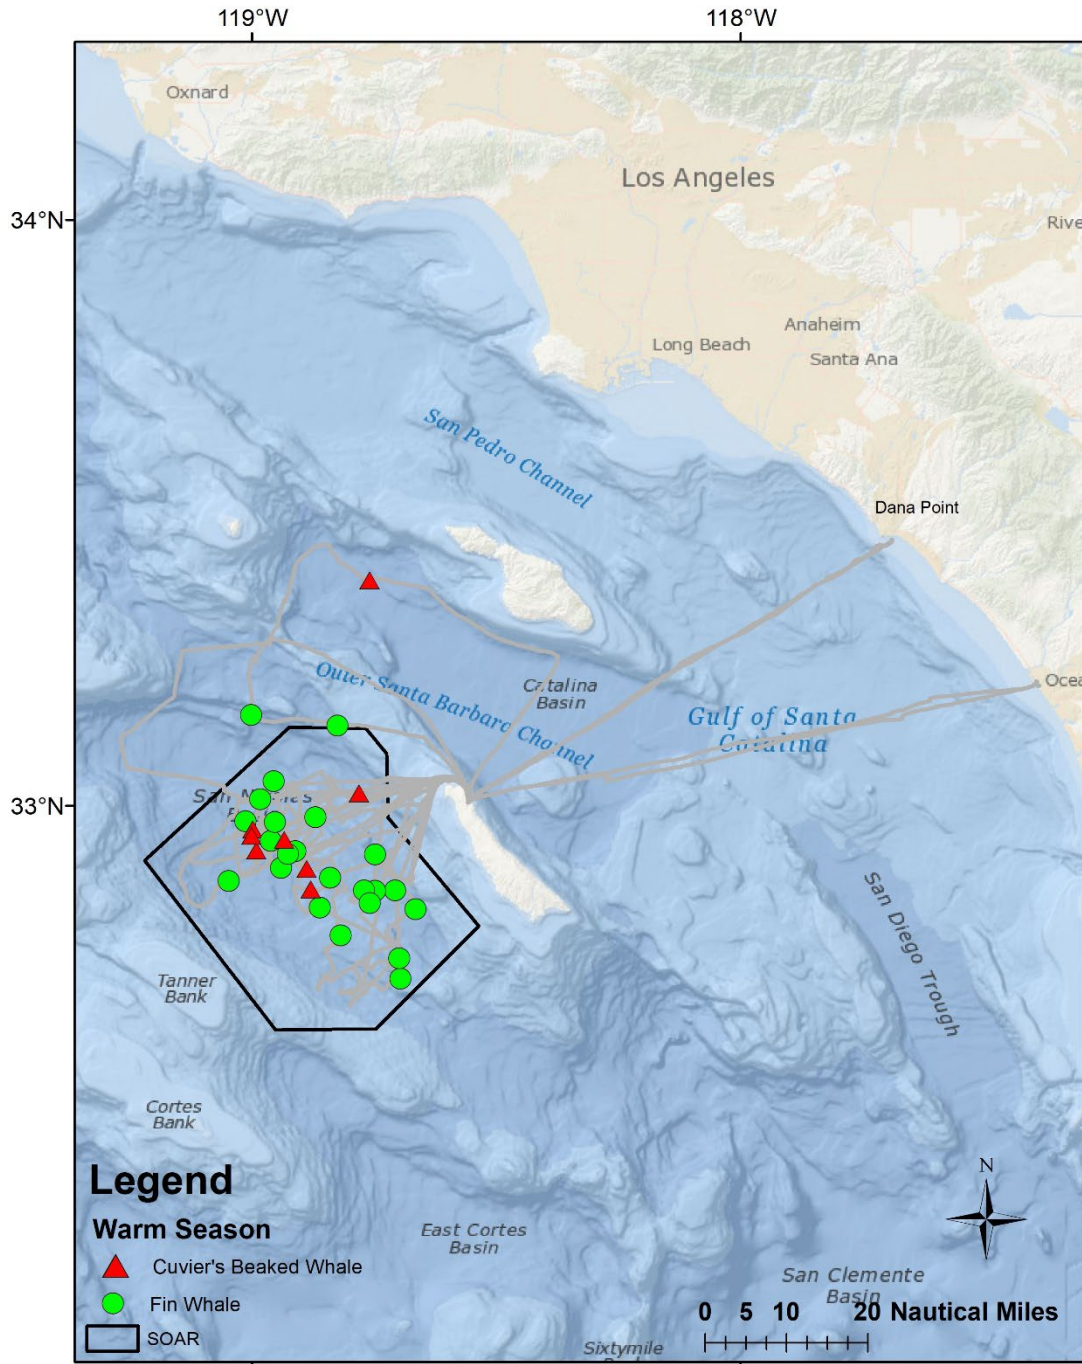 119°W
118°W
Oxnard
Los Angeles
34°N
Rive
Anaheim
Long Beach
Santa Ana
San Pedro Channel
Dana Point
Outer Santa Barbara Channel
Catalina
Basin
Ocea
Gulf of Santa
Catalina
33°N
San Nicolas
San Diego Trough
Tanner
Bank
Cortes
Bank
Legend
Warm Season
Cuvier's Beaked Whale
Fin Whale
SOAR
East Cortes
Basin
N
San Clemente
Basin
0 5 10 20 Nautical Miles
Sixtymile